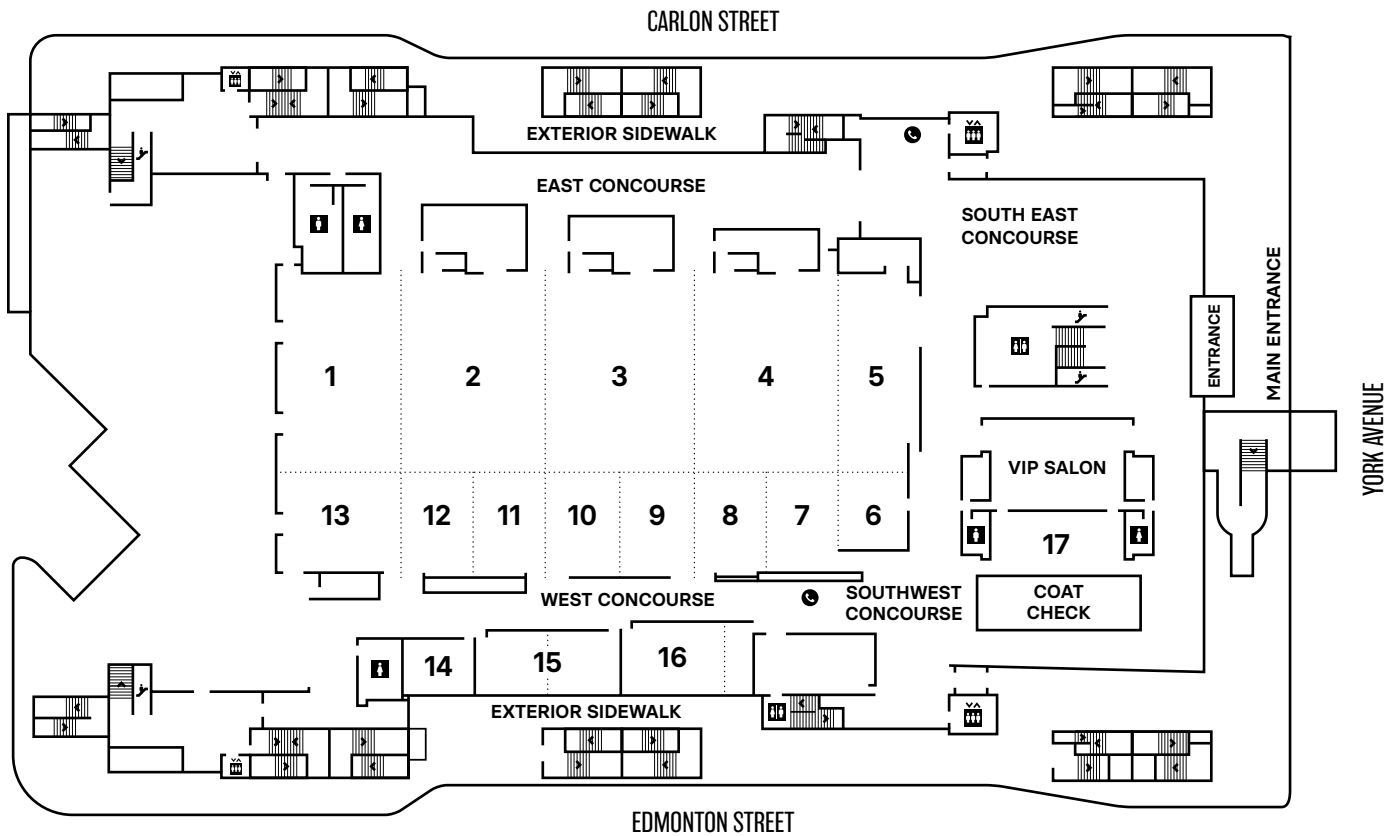 CARLON STREET
EXTERIOR SIDEWALK
EAST CONCOURSE
SOUTH EAST
CONCOURSE
MAIN ENTRANCE
ENTRANCE
YORK AVENUE
1
2
3
4
5
VIP SALON
13
12
11
10
9
8
7
6
17
WEST CONCOURSE
SOUTHWEST
CONCOURSE
COAT
CHECK
14
15
16
EXTERIOR SIDEWALK
EDMONTON STREET